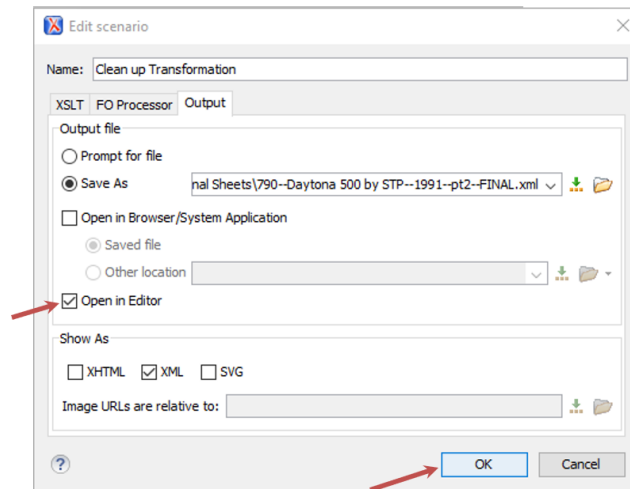 Edit scenario
Name: Clean up Transformation
XSLT FO Processor Output
Output file
Prompt for file
Save As nal Sheets\790--Daytona 500 by STP--1991--pt2--FINAL.xml
Open in Browser/System Application
Saved file
Other location
Open in Editor
Show As
XHTML XML SVG
Image URLs are relative to:
? OK Cancel